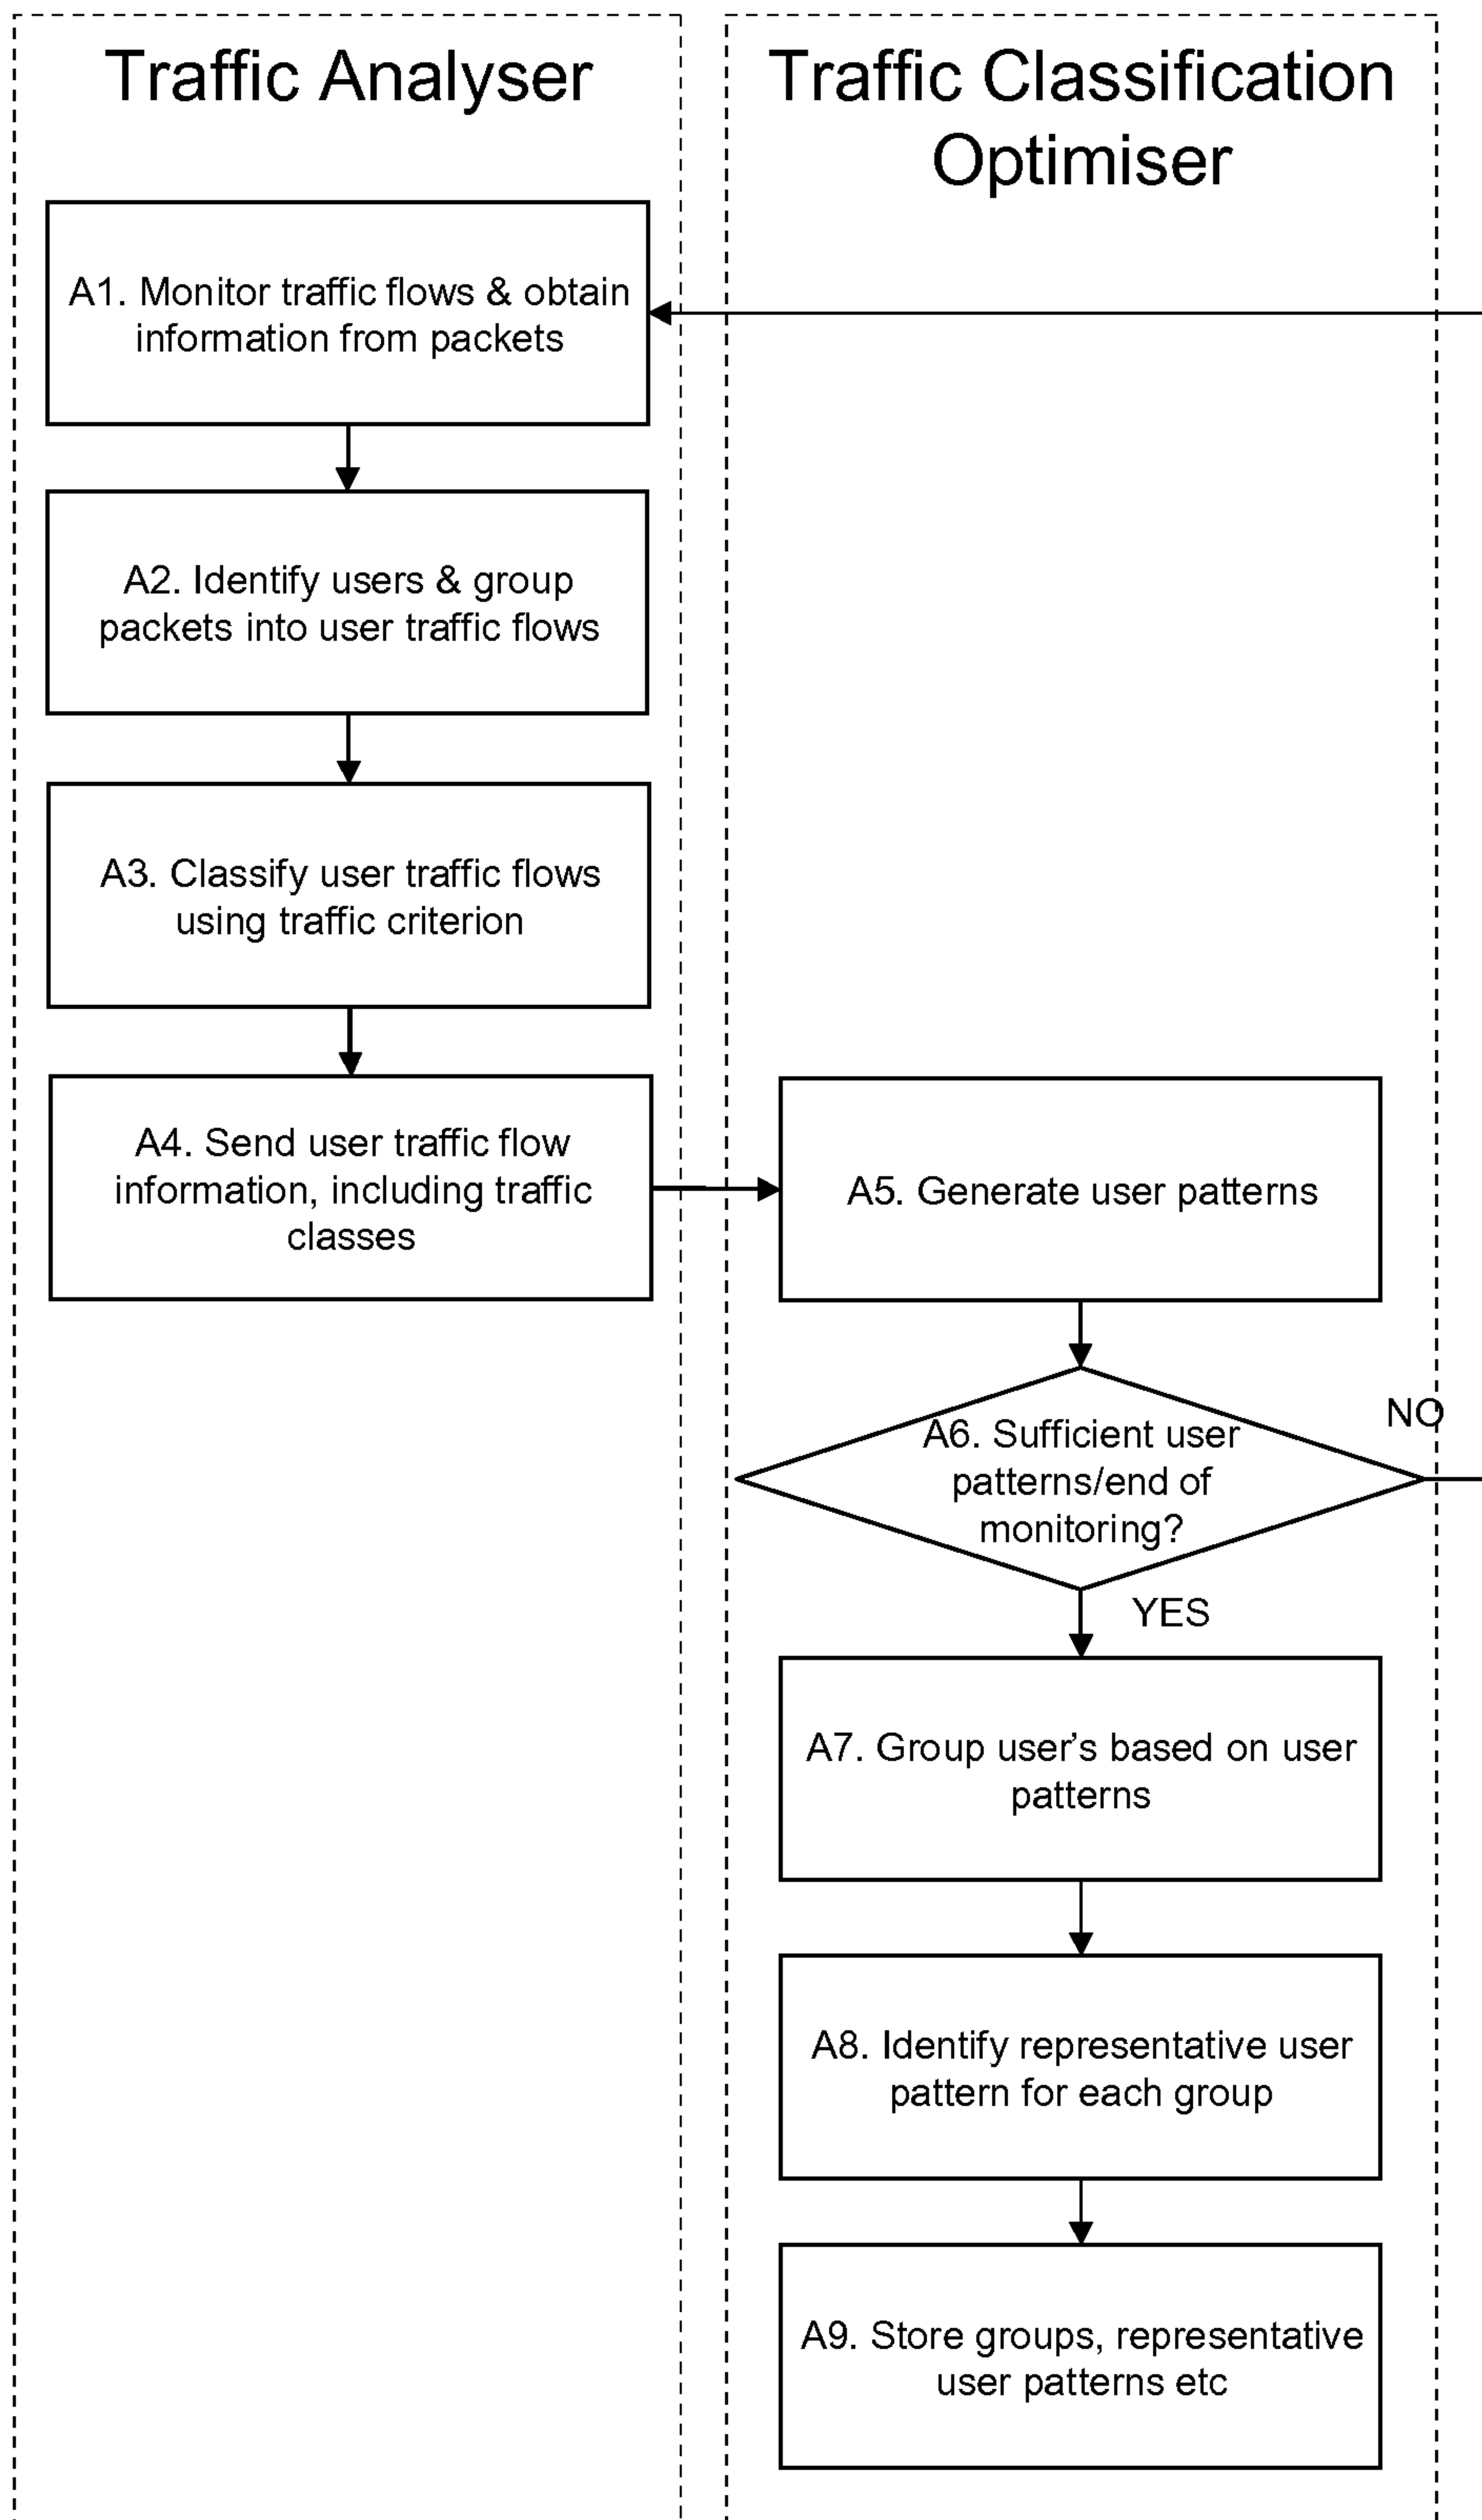 Traffic Analyser
Traffic Classification
Optimiser
A1. Monitor traffic flows & obtain
information from packets
A2. Identify users & group
packets into user traffic flows
A3. Classify user traffic flows
using traffic criterion
A4. Send user traffic flow
information, including traffic
classes
A5. Generate user patterns
A6. Sufficient user
patterns/end of
monitoring?
NO
YES
A7. Group user’s based on user
patterns
A8. Identify representative user
pattern for each group
A9. Store groups, representative
user patterns etc